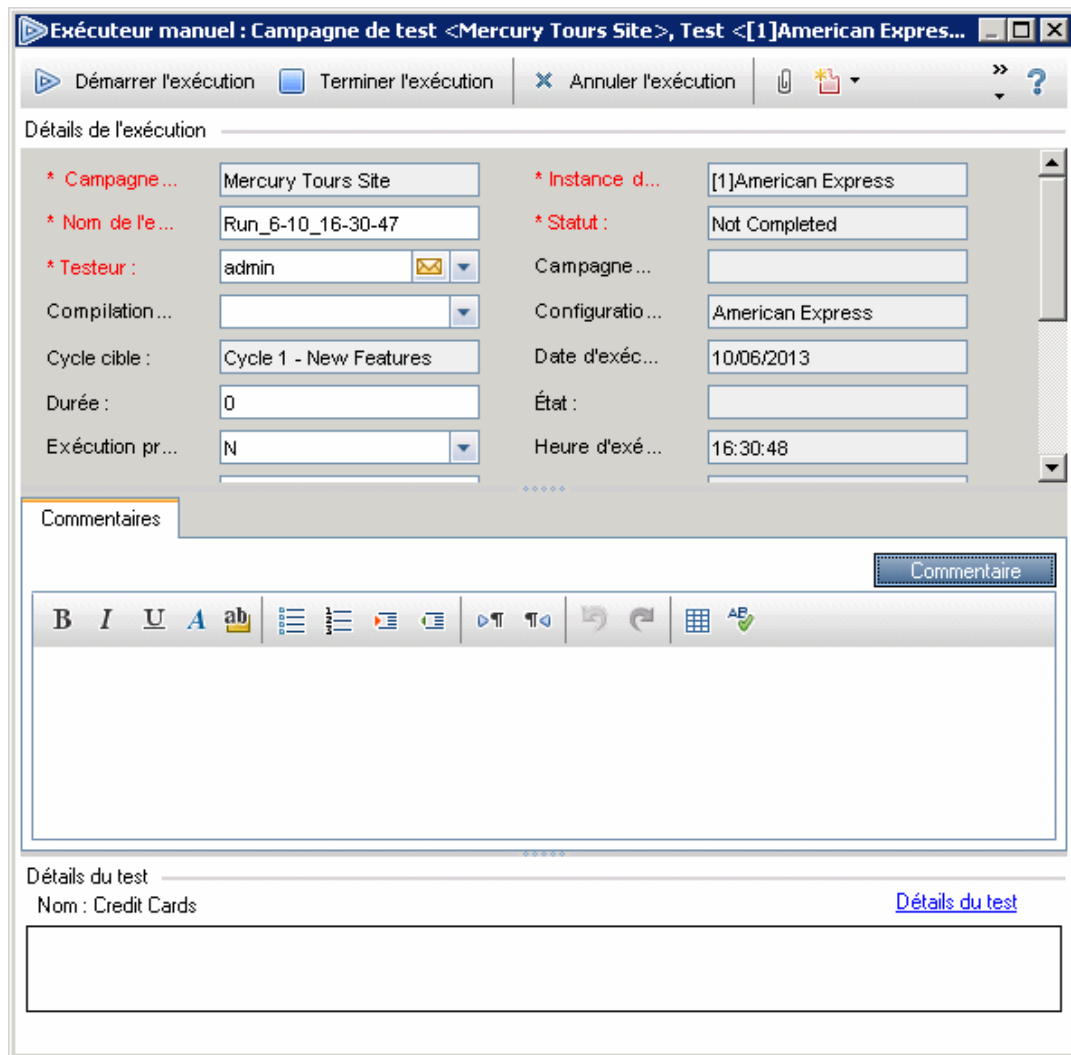 Exécuteur manuel : Campagne de test <Mercury Tours Site>, Test <[1]American Expres...
Démarrer l'exécution Terminer l'exécution Annuler l'exécution
Détails de l'exécution
* Campagne... Mercury Tours Site * Instance d... [1]American Express
* Nom de l'e... Run_6-10_16-30-47 * Statut : Not Completed
* Testeur : admin Campagne...
Compilation... Configuratio... American Express
Cycle cible : Cycle 1 - New Features Date d'exéc... 10/06/2013
Durée : 0 État :
Exécution pr... N Heure d'exé... 16:30:48
Commentaires
Commentaire
B I U A ab
Détails du test
Nom : Credit Cards Détails du test